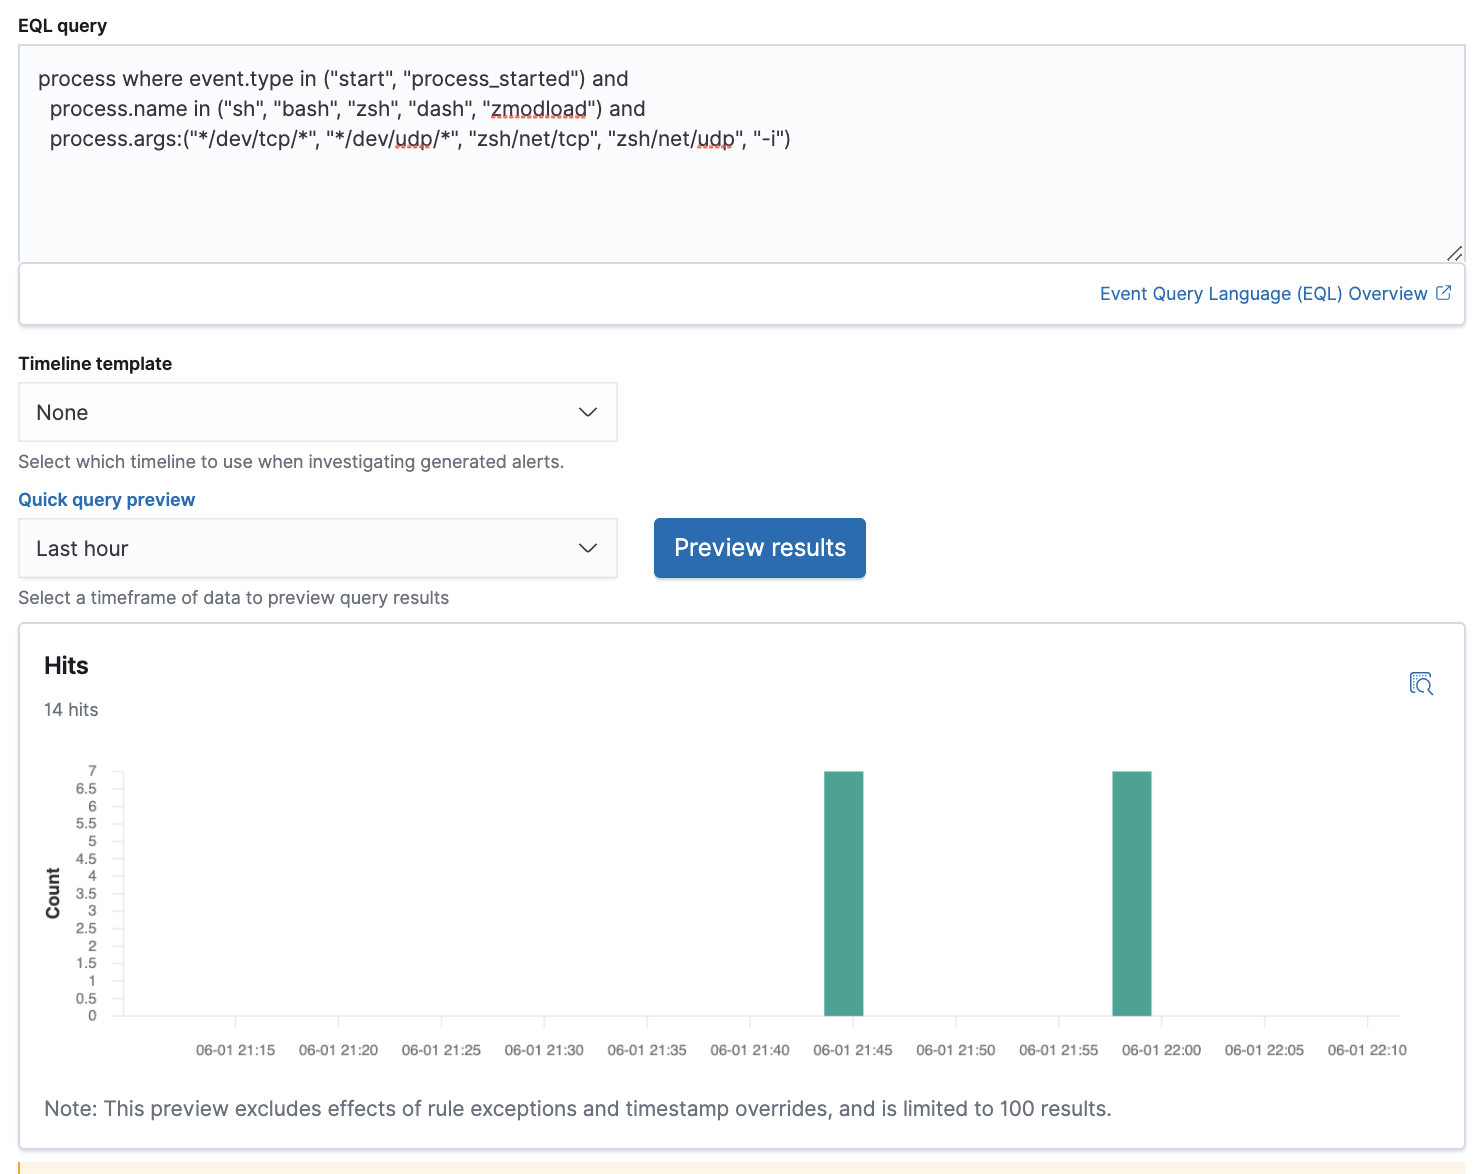 EQL query
process where event.type in ("start", "process_started") and
process.name in ("sh", "bash", "zsh", "dash", "zmodload") and
process.args:("*/dev/tcp/*", "*/dev/udp/*", "zsh/net/tcp", "zsh/net/udp", "-i")
Event Query Language (EQL) Overview
Timeline template
None
Select which timeline to use when investigating generated alerts.
Quick query preview
Last hour
Preview results
Select a timeframe of data to preview query results
Hits
14 hits
Count
7
6.5
6
5.5
5
4.5
4
3.5
3
2.5
2
1.5
1
0.5
0
06-01 21:15 06-01 21:20 06-01 21:25 06-01 21:30 06-01 21:35 06-01 21:40 06-01 21:45 06-01 21:50 06-01 21:55 06-01 22:00 06-01 22:05 06-01 22:10
Note: This preview excludes effects of rule exceptions and timestamp overrides, and is limited to 100 results.